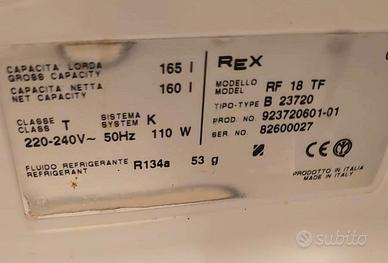 CAPACITA LORDA
GROSS CAPACITY 165 l
CAPACITA NETTA
NET CAPACITY 160 l
CLASSE
CLASS T SISTEMA
SYSTEM K
220-240V~ 50Hz 110 W
FLUIDO REFRIGERANTE
REFRIGERANT R134a 53 g
REX
MODELLO
MODEL RF 18 TF
TIPO-TYPE B 23720
PROD NO. 923720601-01
SER NO. 82600027
PRODOTTO IN ITALIA
MADE IN ITALY
subito